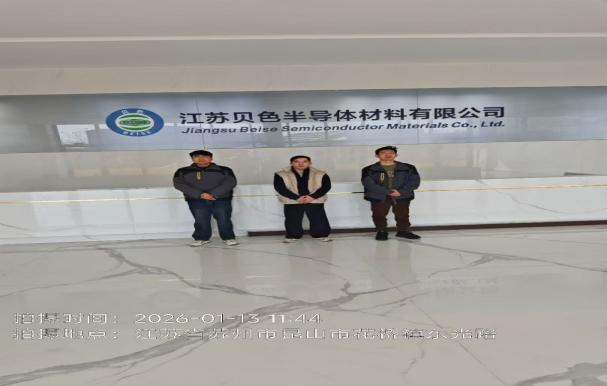 江苏贝色半导体材料有限公司
Jiangsu Beise Semiconductor Materials Co., Ltd.
BEISE
拍摄时间： 2026-01-13 11:44
拍摄地点： 江苏省苏州市昆山市花桥镇东光路